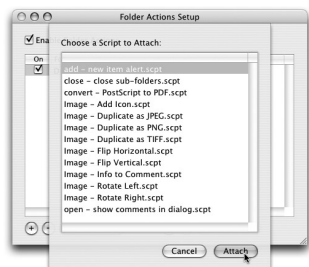 Folder Actions Setup
Ena
Choose a Script to Attach:
On
add – new item alert.scpt
close – close sub-folders.scpt
convert – PostScript to PDF.scpt
Image – Add Icon.scpt
Image – Duplicate as JPEG.scpt
Image – Duplicate as PNG.scpt
Image – Duplicate as TIFF.scpt
Image – Flip Horizontal.scpt
Image – Flip Vertical.scpt
Image – Info to Comment.scpt
Image – Rotate Left.scpt
Image – Rotate Right.scpt
open – show comments in dialog.scpt
Cancel
Attach